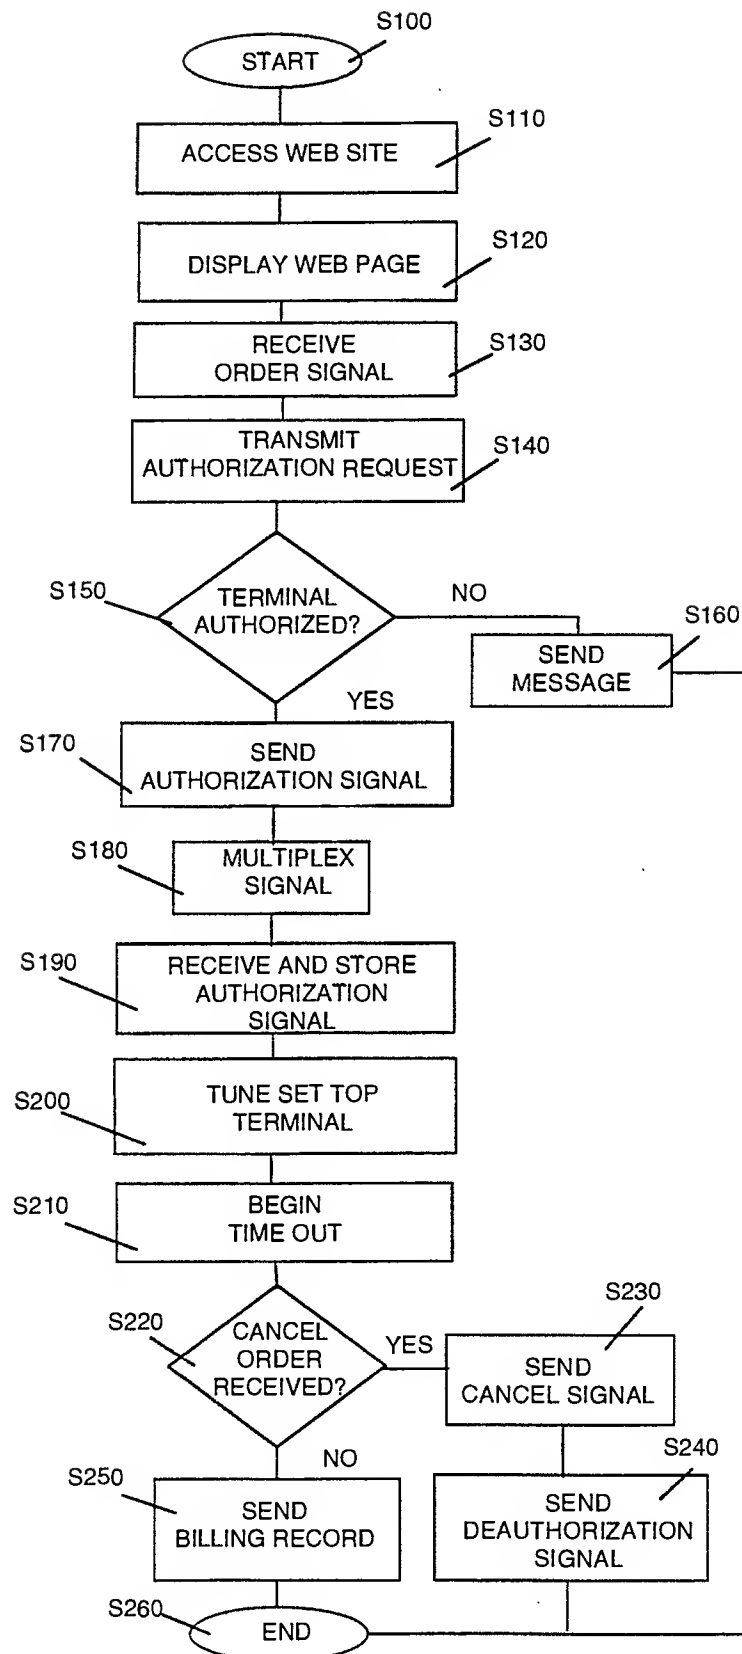 S100
START
S110
ACCESS WEB SITE
S120
DISPLAY WEB PAGE
S130
RECEIVE
ORDER SIGNAL
S140
TRANSMIT
AUTHORIZATION REQUEST
S150
TERMINAL
AUTHORIZED?
NO
S160
SEND
MESSAGE
YES
S170
SEND
AUTHORIZATION SIGNAL
S180
MULTIPLEX
SIGNAL
S190
RECEIVE AND STORE
AUTHORIZATION
SIGNAL
S200
TUNE SET TOP
TERMINAL
S210
BEGIN
TIME OUT
S220
CANCEL
ORDER
RECEIVED?
YES
S230
SEND
CANCEL SIGNAL
S240
SEND
DEAUTHORIZATION
SIGNAL
NO
S250
SEND
BILLING RECORD
S260
END